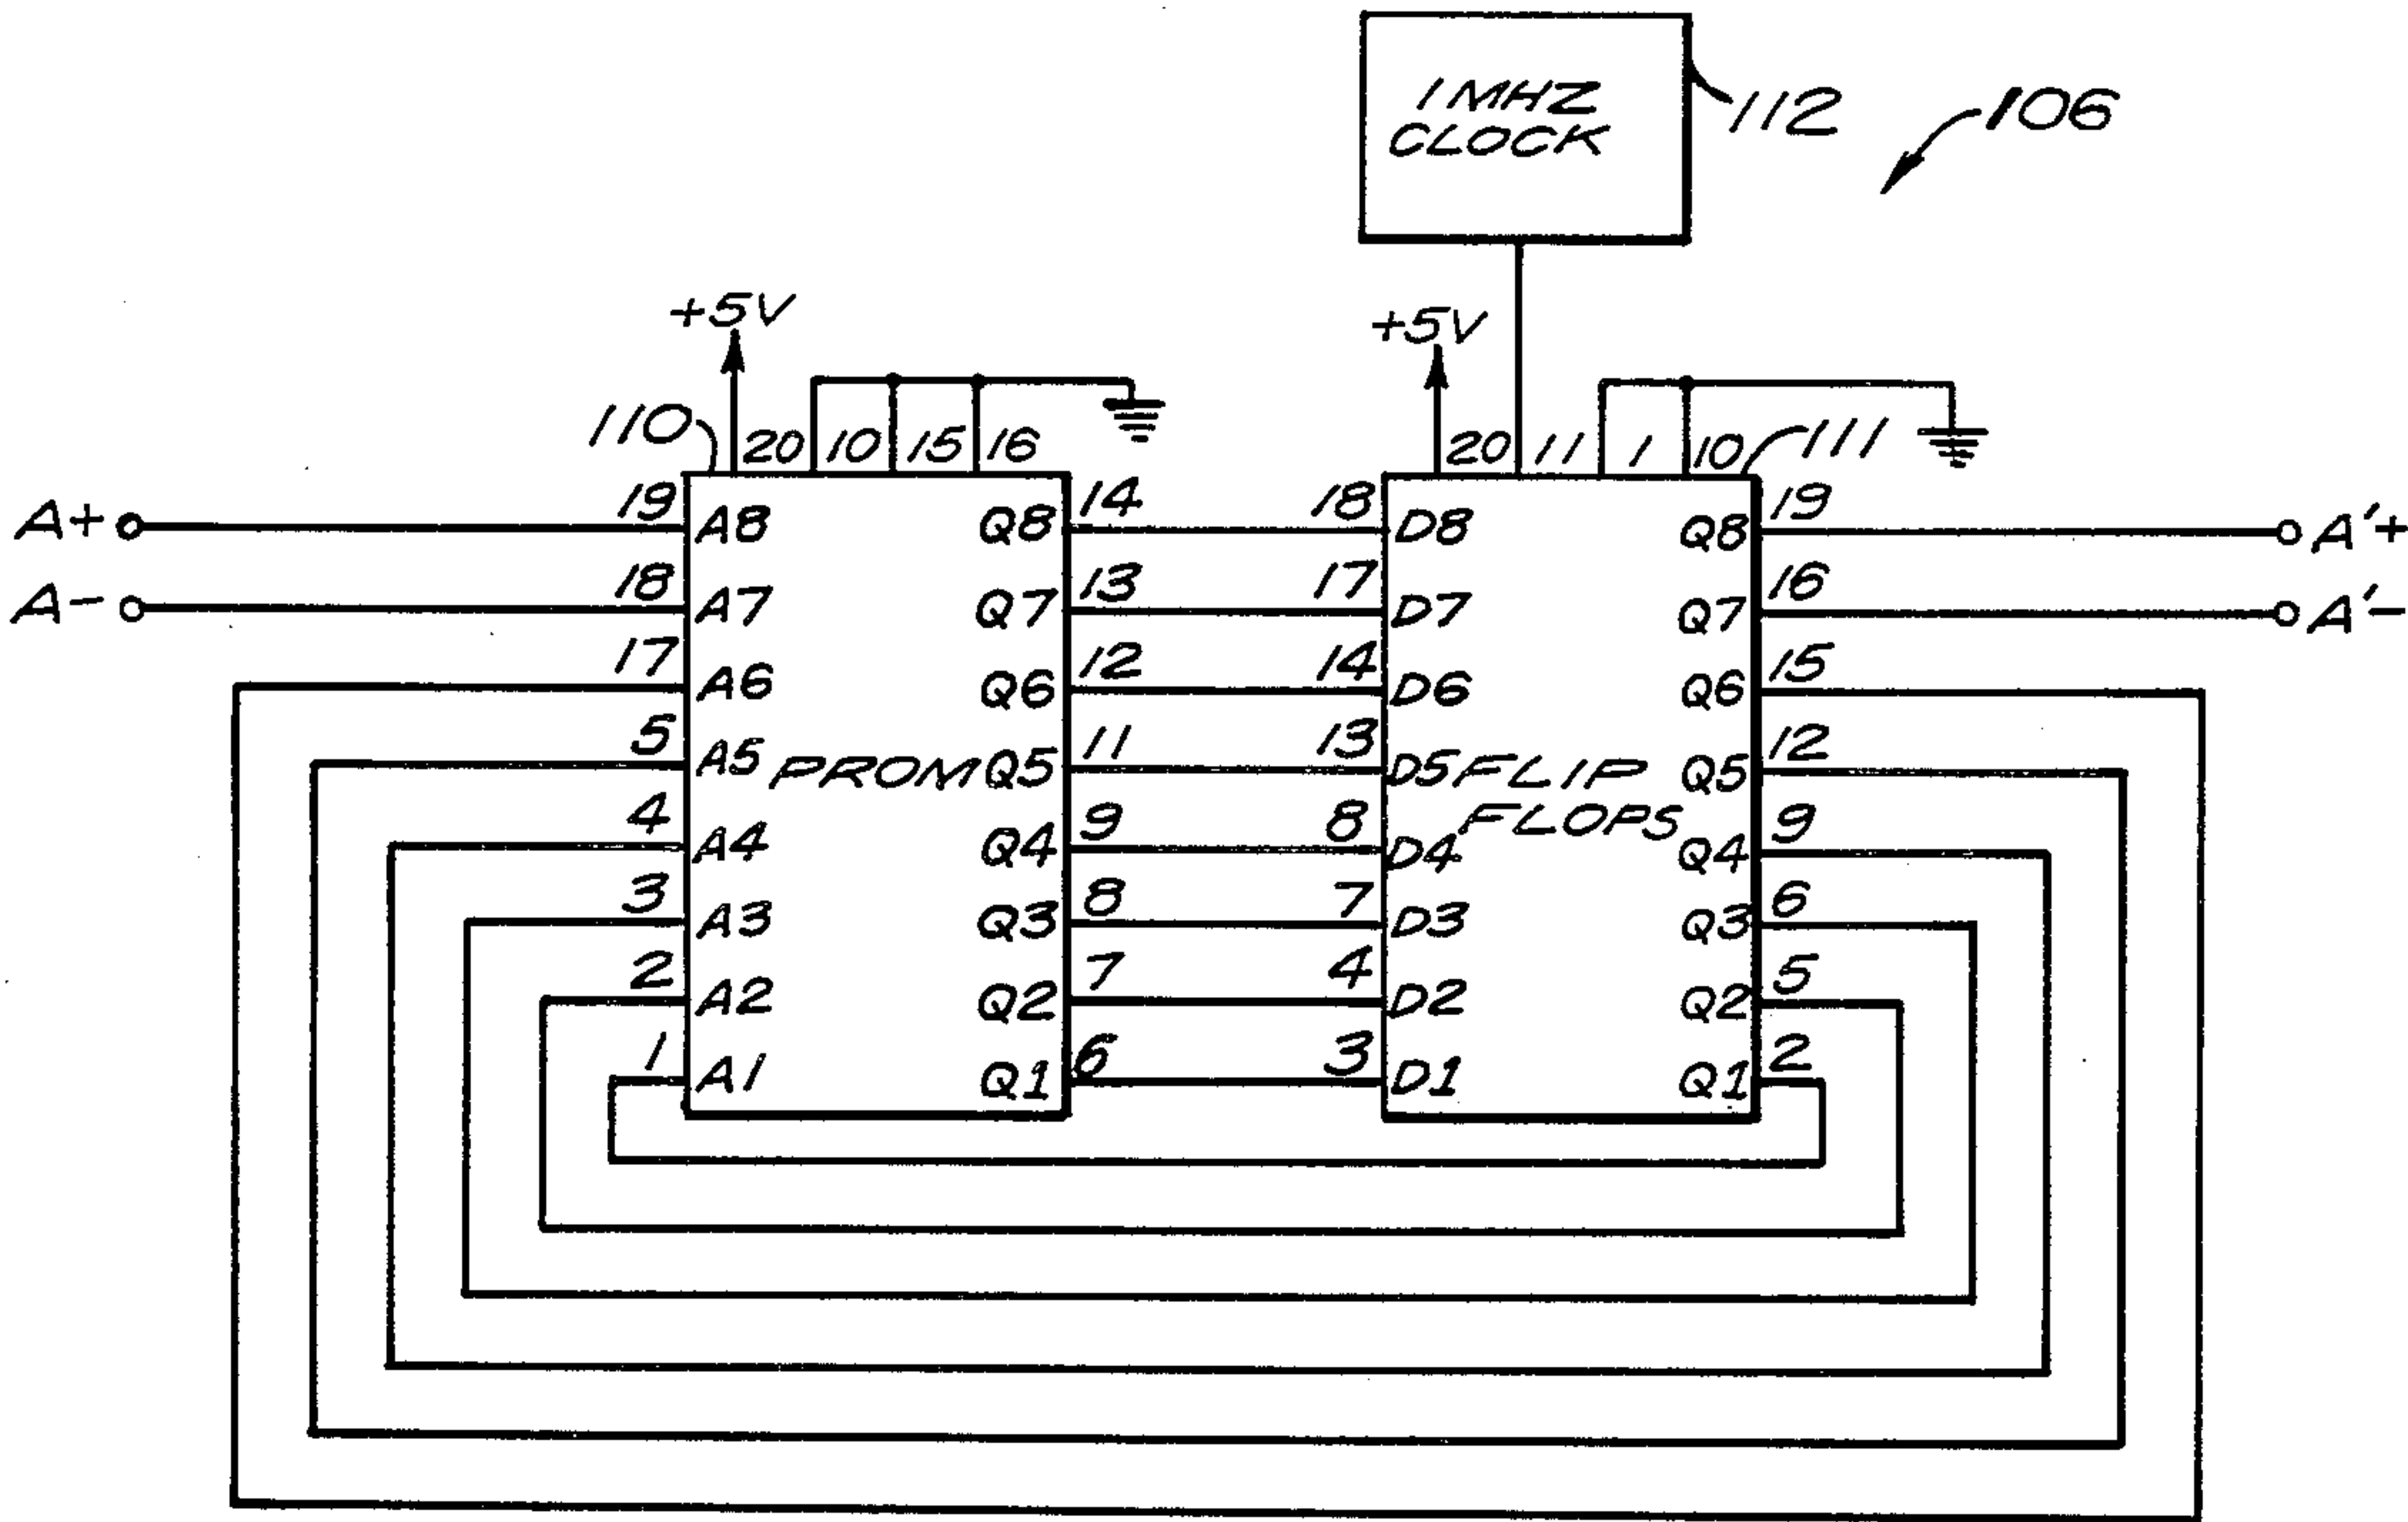 1 MHZ
CLOCK
112
106
+5V
+5V
110
20 10 15 16
20 11 1 10
111
A+
19 A8
Q8 14
18 D8
Q8 19
A'+
A-
18 A7
Q7 13
17 D7
Q7 16
A'-
17 A6
Q6 12
14 D6
Q6 15
5 A5
PROM
Q5 11
13 D5
FLIP
FLOPS
Q5 12
4 A4
Q4 9
8 D4
Q4 9
3 A3
Q3 8
7 D3
Q3 6
2 A2
Q2 7
4 D2
Q2 5
1 A1
Q1 6
3 D1
Q1 2